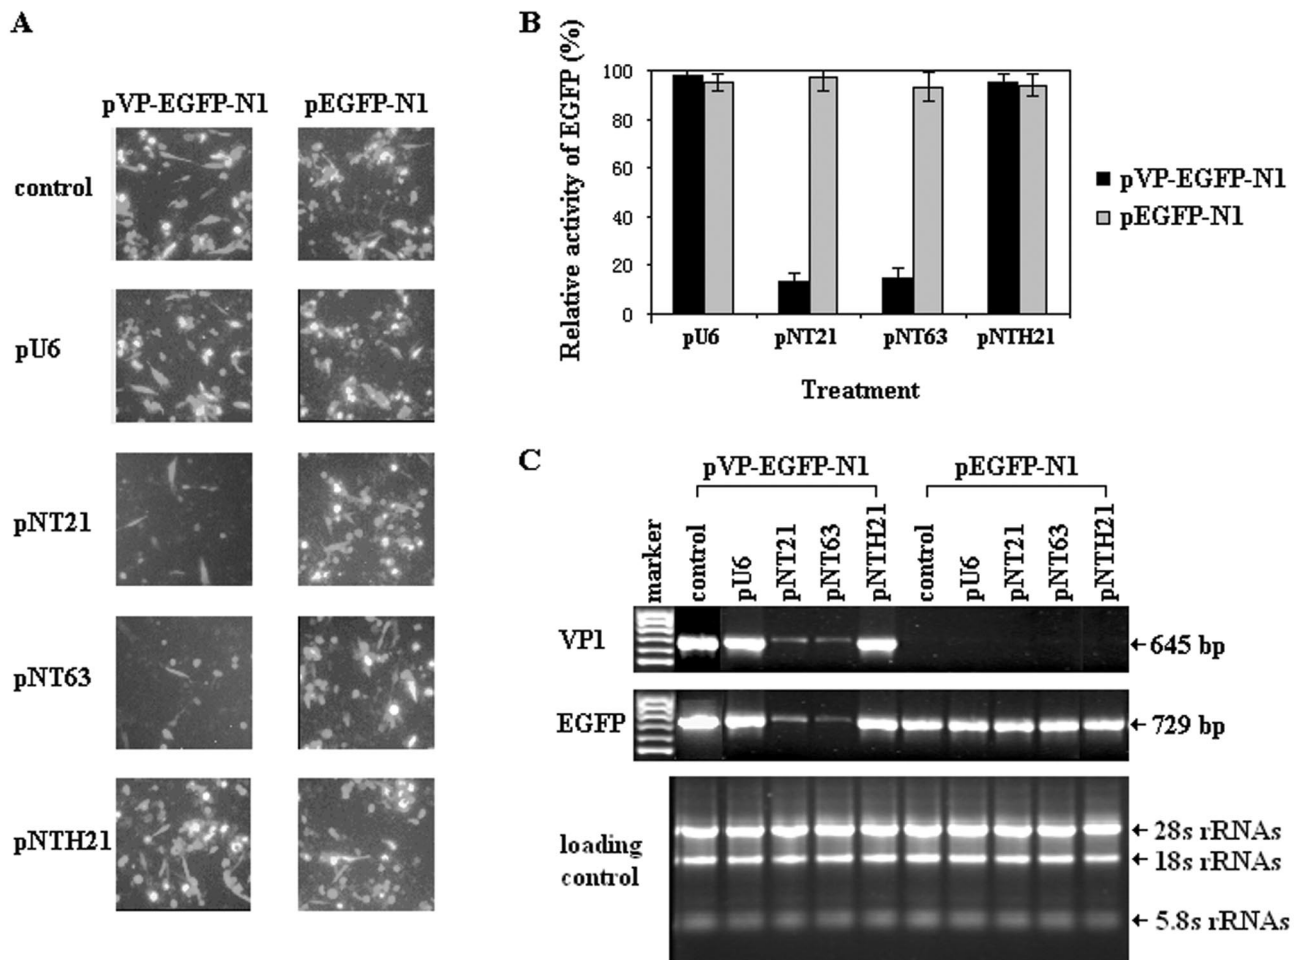 A
pVP-EGFP-N1 pEGFP-N1
control
pU6
pNT21
pNT63
pNTH21
B
Relative activity of EGFP (%)
100
80
60
40
20
0
pU6 pNT21 pNT63 pNTH21
Treatment
pVP-EGFP-N1
pEGFP-N1
C
pVP-EGFP-N1 pEGFP-N1
marker control pU6 pNT21 pNT63 pNTH21 control pU6 pNT21 pNT63 pNTH21
VP1 645 bp
EGFP 729 bp
loading
control
28s rRNAs
18s rRNAs
5.8s rRNAs